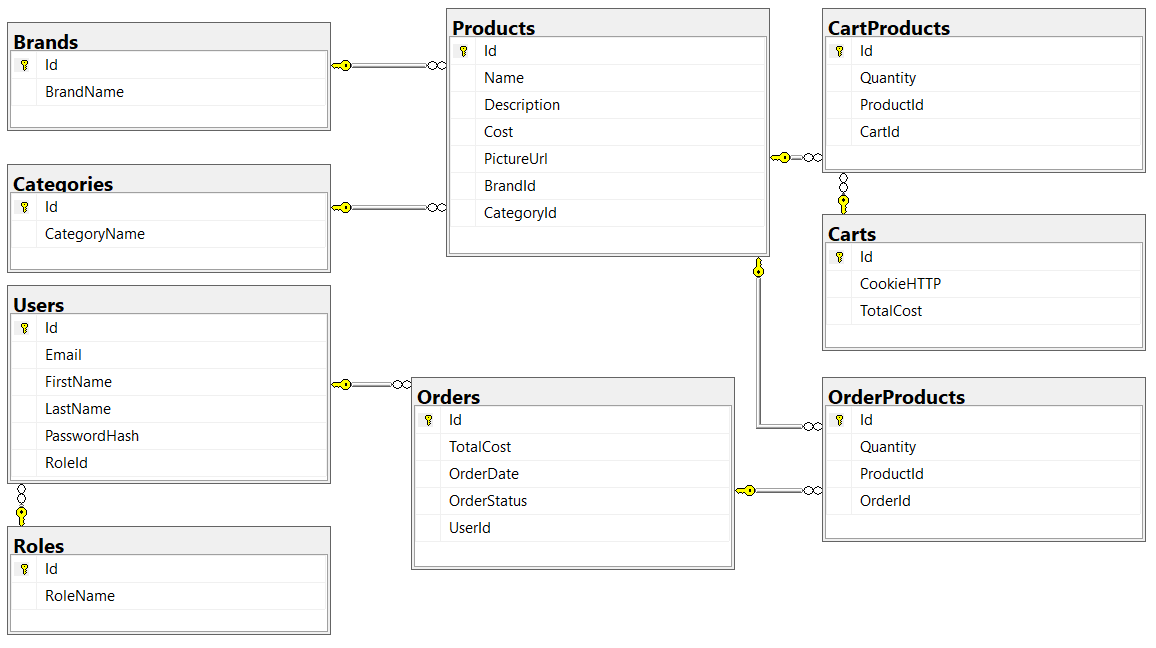 Brands
Id
BrandName
Categories
Id
CategoryName
Users
Id
Email
FirstName
LastName
PasswordHash
RoleId
Roles
Id
RoleName
Products
Id
Name
Description
Cost
PictureUrl
BrandId
CategoryId
Orders
Id
TotalCost
OrderDate
OrderStatus
UserId
CartProducts
Id
Quantity
ProductId
CartId
Carts
Id
CookieHTTP
TotalCost
OrderProducts
Id
Quantity
ProductId
OrderId